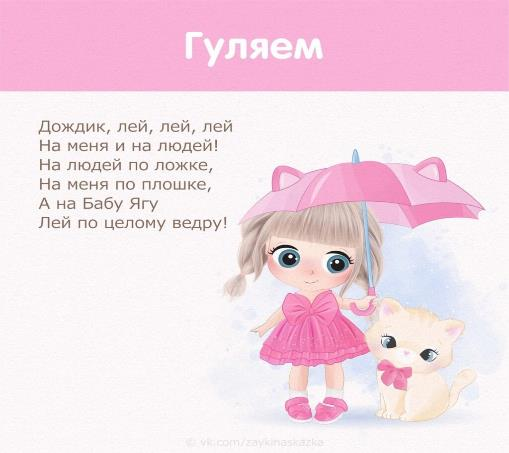 Гуляем
Дождик, лей, лей, лей
На меня и на людей!
На людей по ложке,
На меня по плошке,
А на Бабу Ягу
Лей по целому ведру!
© vk.com/zaykinaskazka